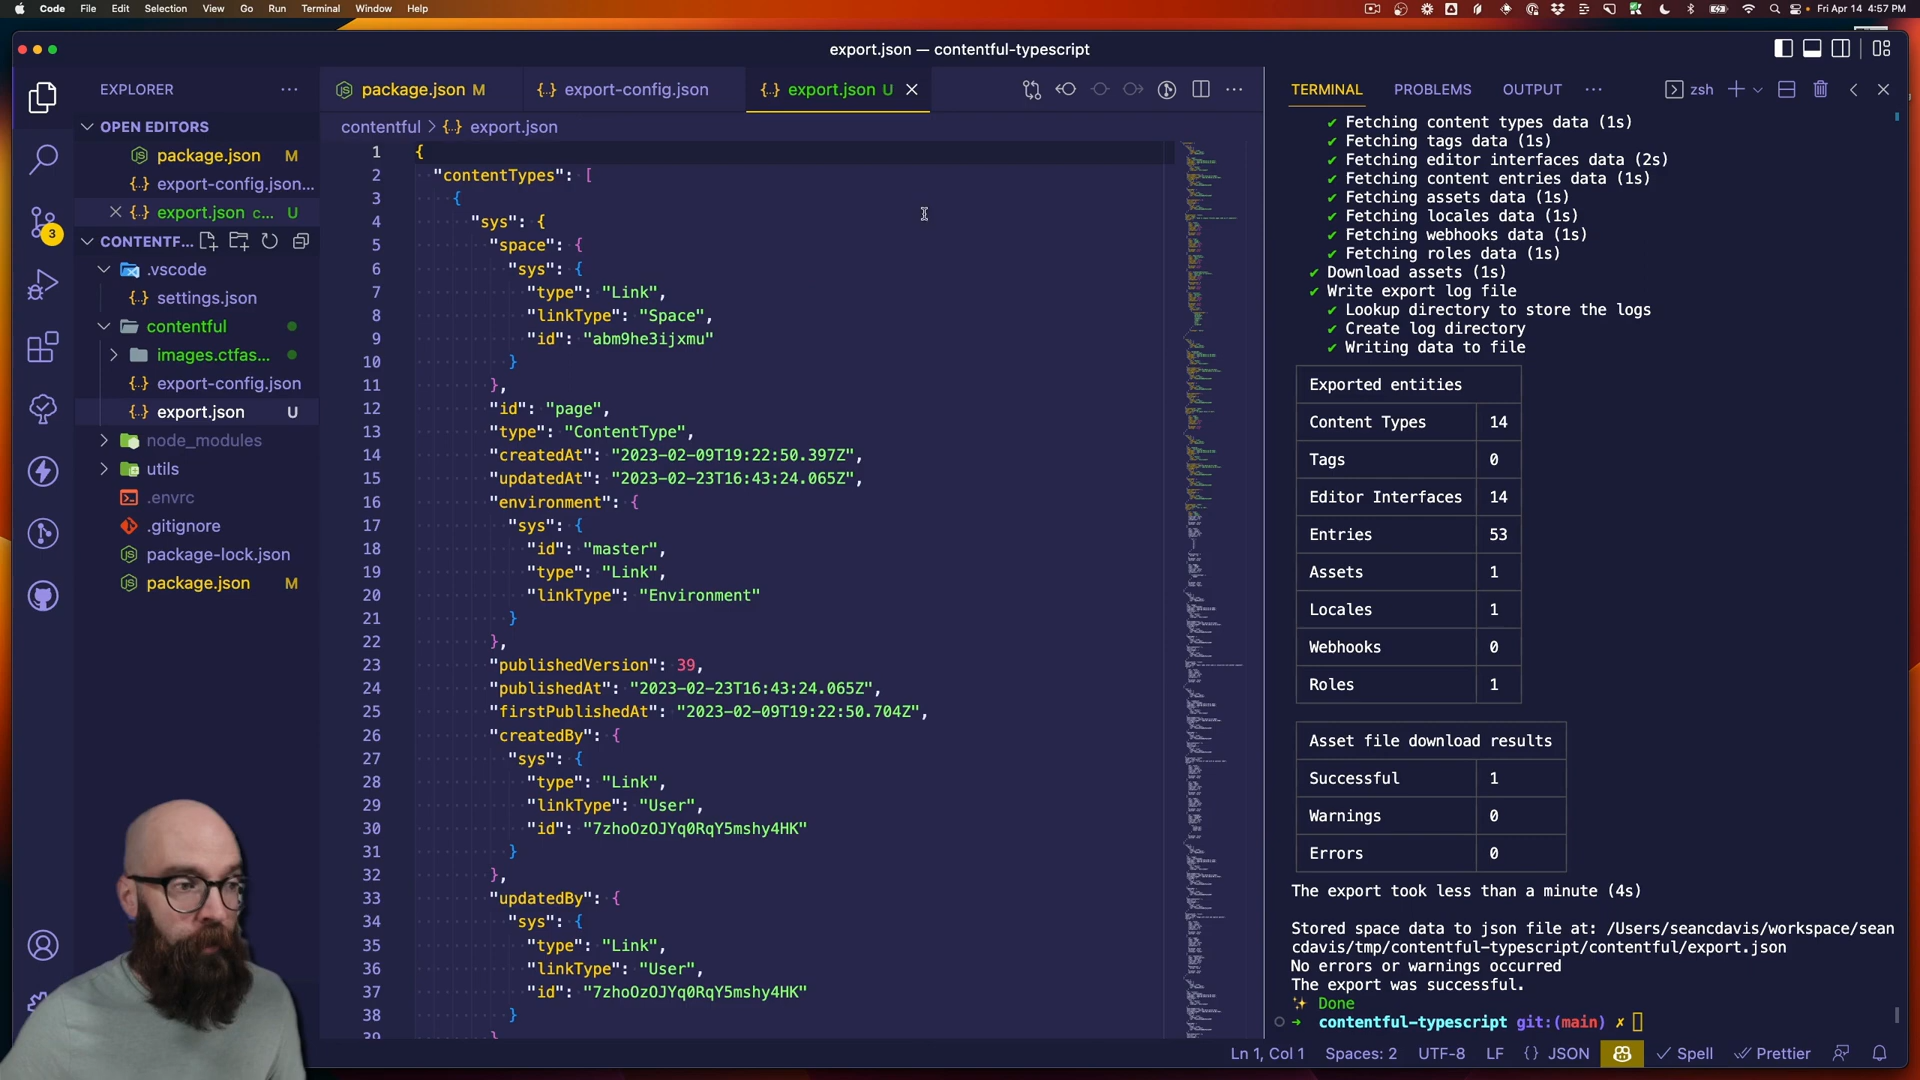 Code File Edit Selection View Go Run Terminal Window Help
Fri Apr 14 4:57 PM
export.json — contentful-typescript
EXPLORER
OPEN EDITORS
package.json M
export-config.json...
export.json c... U
CONTENTF...
.vscode
settings.json
contentful
images.ctfas...
export-config.json
export.json U
node_modules
utils
.envrc
.gitignore
package-lock.json
package.json M
3
package.json M
export-config.json
export.json U
contentful > export.json
1 {
2 "contentTypes": [
3 {
4 "sys": {
5 "space": {
6 "sys": {
7 "type": "Link",
8 "linkType": "Space",
9 "id": "abm9he3ijxmu"
10 }
11 },
12 "id": "page",
13 "type": "ContentType",
14 "createdAt": "2023-02-09T19:22:50.397Z",
15 "updatedAt": "2023-02-23T16:43:24.065Z",
16 "environment": {
17 "sys": {
18 "id": "master",
19 "type": "Link",
20 "linkType": "Environment"
21 }
22 },
23 "publishedVersion": 39,
24 "publishedAt": "2023-02-23T16:43:24.065Z",
25 "firstPublishedAt": "2023-02-09T19:22:50.704Z",
26 "createdBy": {
27 "sys": {
28 "type": "Link",
29 "linkType": "User",
30 "id": "7zhoOzOJYq0RqY5mshy4HK"
31 }
32 },
33 "updatedBy": {
34 "sys": {
35 "type": "Link",
36 "linkType": "User",
37 "id": "7zhoOzOJYq0RqY5mshy4HK"
38 }
39 }
TERMINAL PROBLEMS OUTPUT ··· zsh
✔ Fetching content types data (1s)
✔ Fetching tags data (1s)
✔ Fetching editor interfaces data (2s)
✔ Fetching content entries data (1s)
✔ Fetching assets data (1s)
✔ Fetching locales data (1s)
✔ Fetching webhooks data (1s)
✔ Fetching roles data (1s)
✔ Download assets (1s)
✔ Write export log file
✔ Lookup directory to store the logs
✔ Create log directory
✔ Writing data to file
Exported entities
Content Types 14
Tags 0
Editor Interfaces 14
Entries 53
Assets 1
Locales 1
Webhooks 0
Roles 1
Asset file download results
Successful 1
Warnings 0
Errors 0
The export took less than a minute (4s)
Stored space data to json file at: /Users/seancdavis/workspace/sean
cdavis/tmp/contentful-typescript/contentful/export.json
No errors or warnings occurred
The export was successful.
✨ Done
➜ contentful-typescript git:(main) ✗
Ln 1, Col 1 Spaces: 2 UTF-8 LF {} JSON Spell Prettier